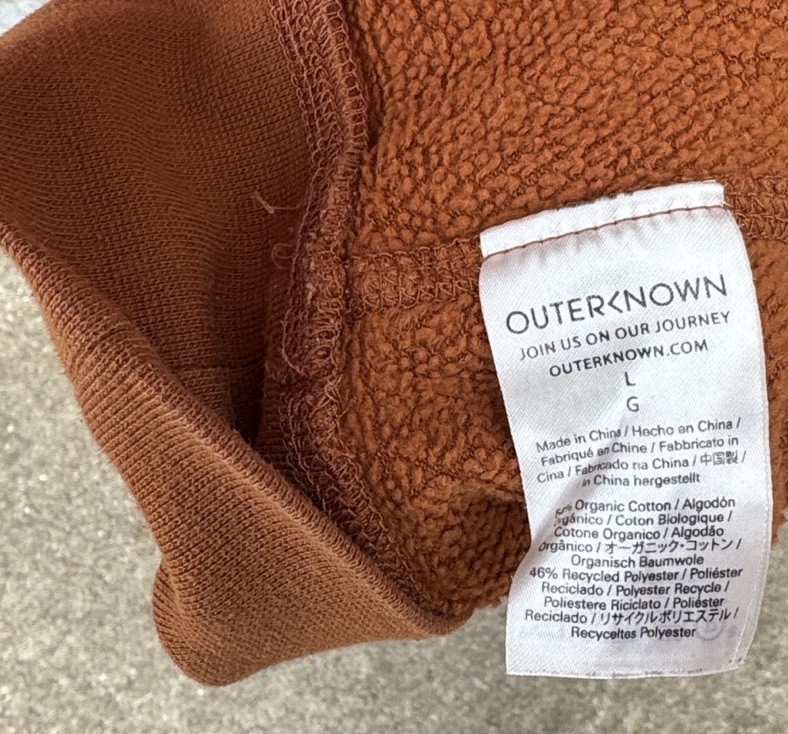 OUTERKNOWN
JOIN US ON OUR JOURNEY
OUTERKNOWN.COM
L
G
Made in China / Hecho en China /
Fabriqué en Chine / Fabbricato in
Cina / Fabricado na China / 中国製 /
in China hergestellt
Organic Cotton / Algodón
Orgánico / Coton Biologique /
Cotone Organico / Algodão
Orgânico / オーガニック・コットン /
Organisch Baumwole
46% Recycled Polyester / Poliéster
Reciclado / Polyester Recycle /
Poliestere Riciclato / Poliéster
Reciclado / リサイクルポリエステル /
Recyceltes Polyester